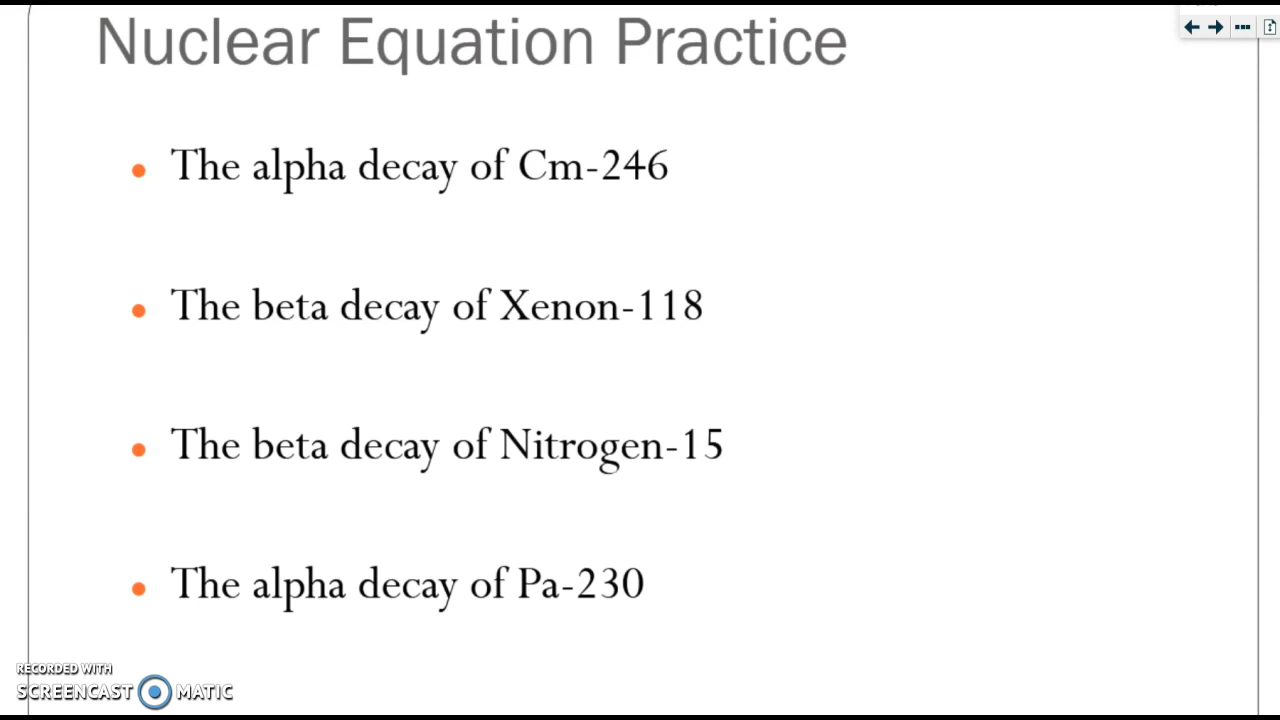 Nuclear Equation Practice
• The alpha decay of Cm-246
• The beta decay of Xenon-118
• The beta decay of Nitrogen-15
• The alpha decay of Pa-230
RECORDED WITH
SCREENCAST MATIC